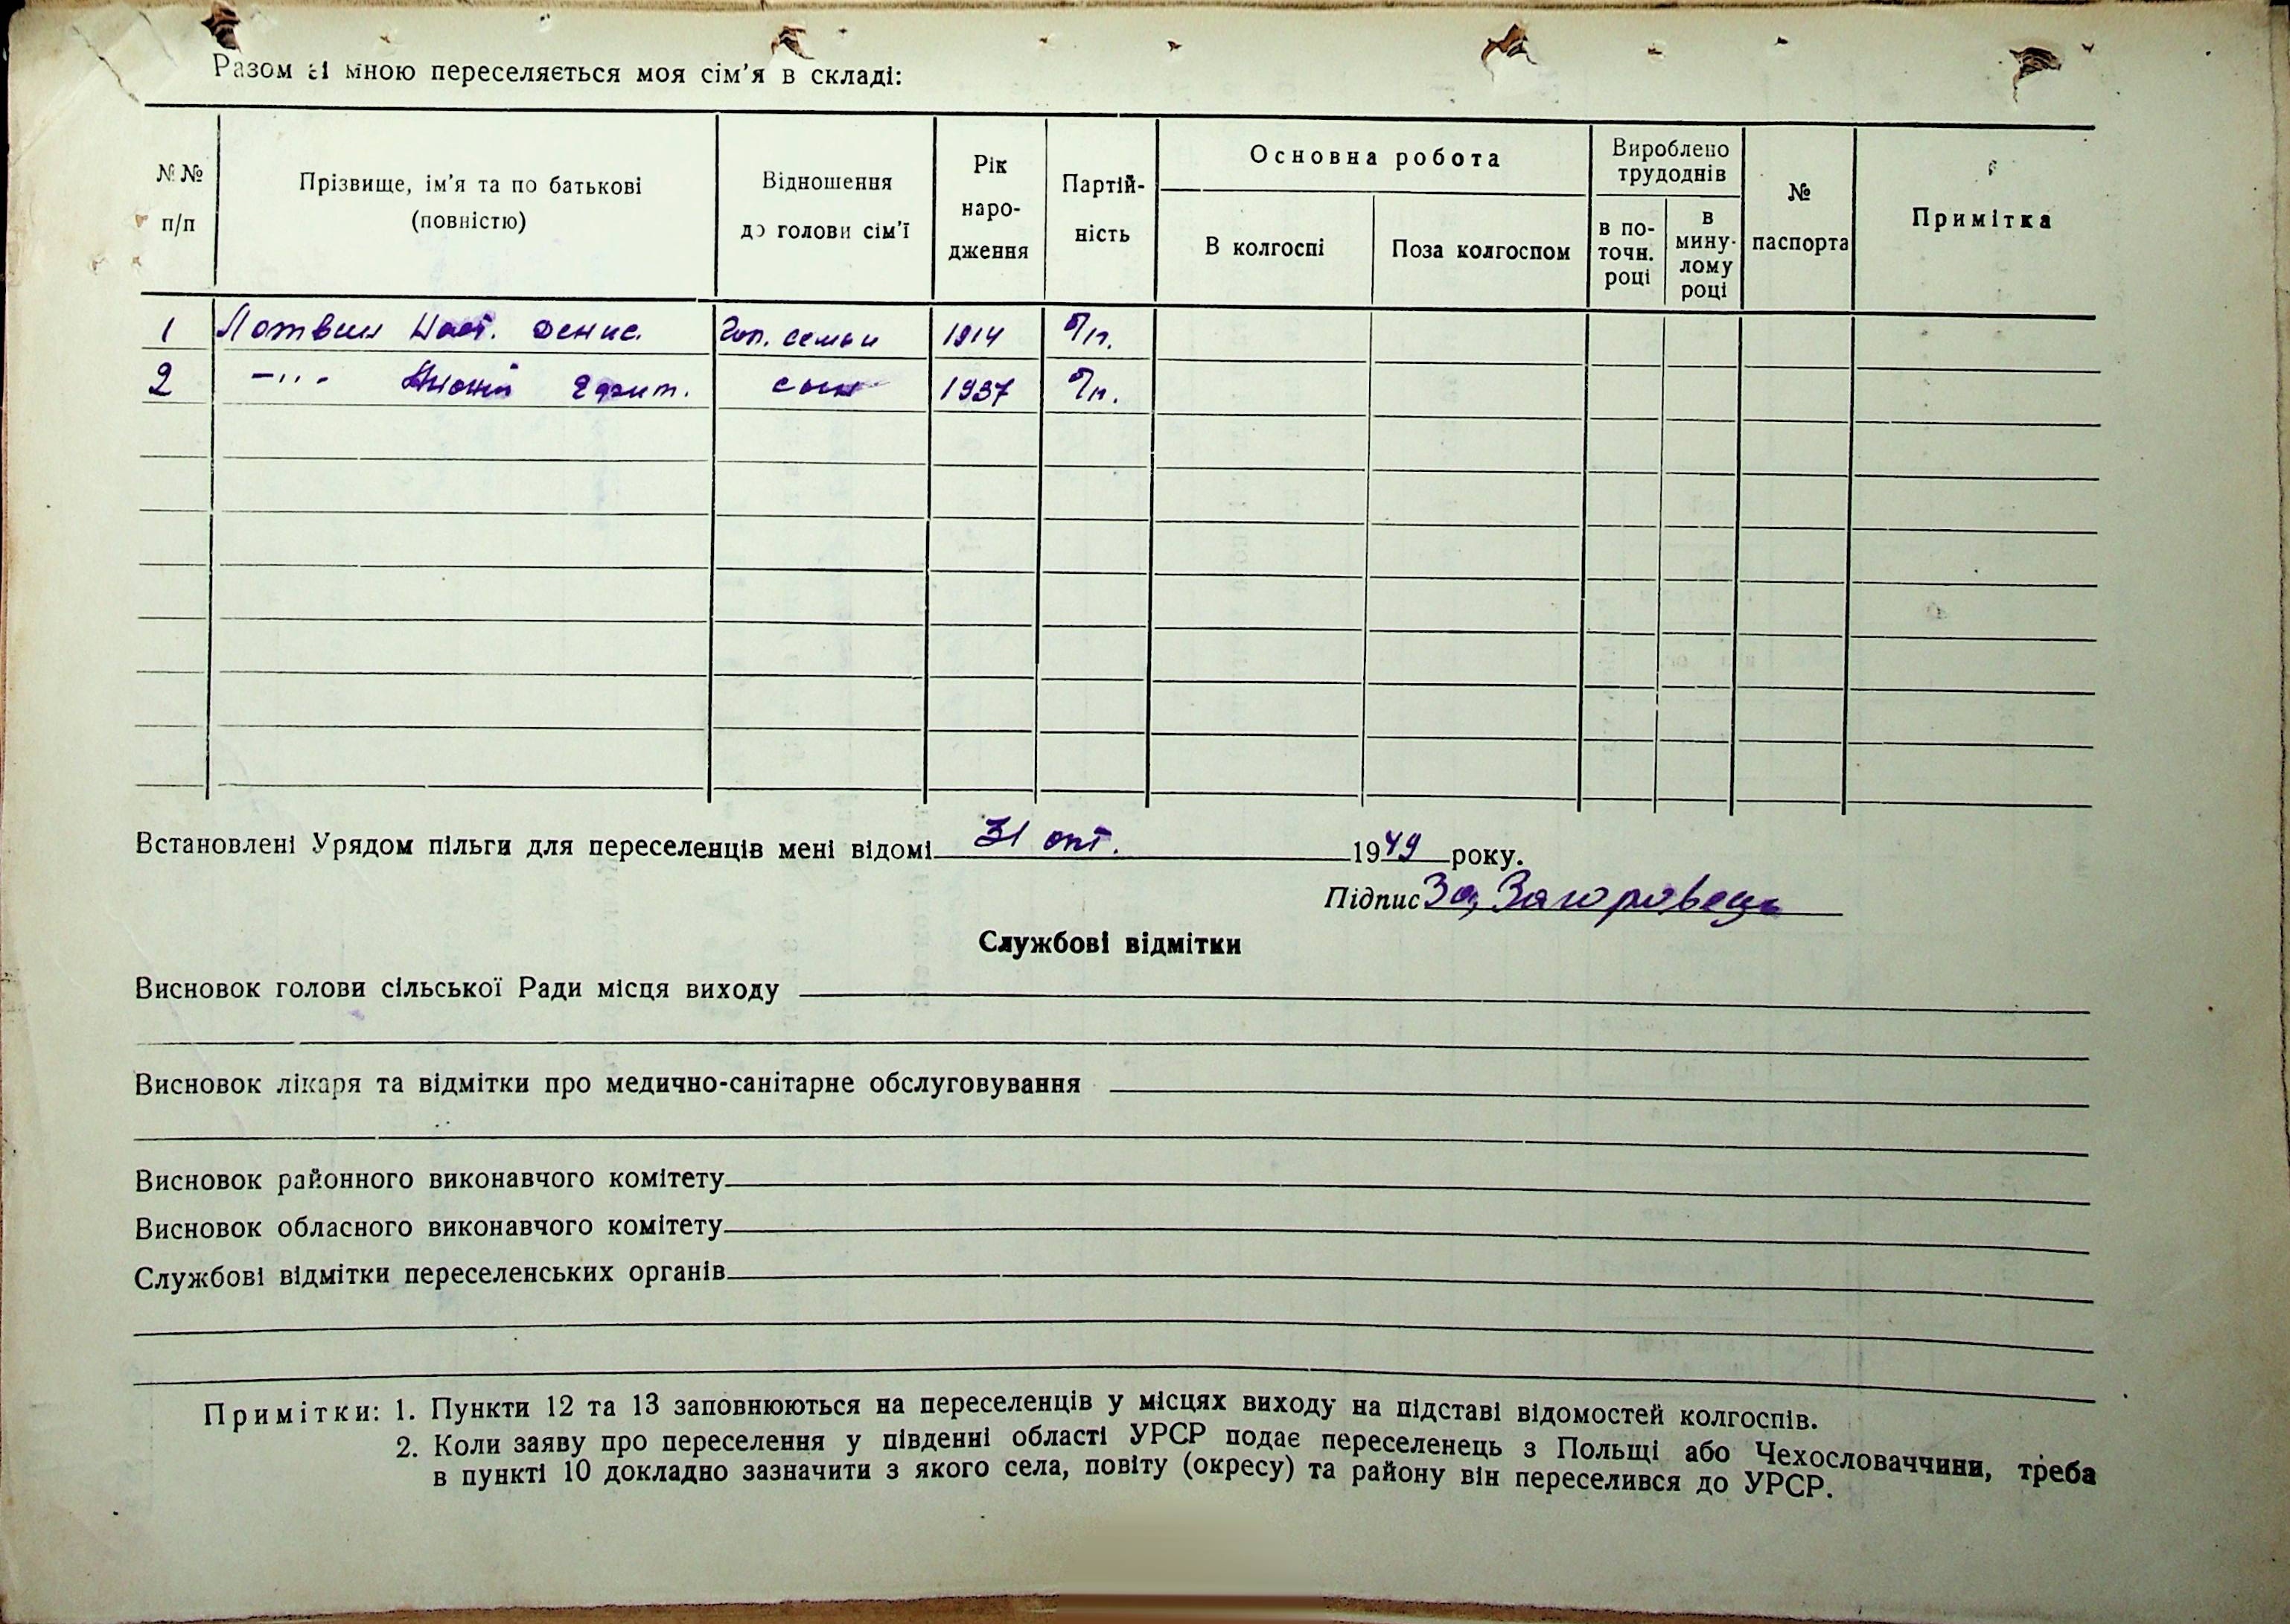 Разом зі мною переселяється моя сім'я в складі:
№ № п/п
Прізвище, ім'я та по батькові (повністю)
Відношення до голови сім'ї
Рік народження
Партійність
Основна робота
В колгоспі
Поза колгоспом
Вироблено трудоднів
в поточн. році
в минулому році
№ паспорта
Примітка
1 Лотвин Наст. Денис. Гол. семьи 1914 б/п.
2 -"- сын 1937 б/п.
Встановлені Урядом пільги для переселенців мені відомі 31 окт. 1949 року.
Підпис За, Загоровець
Службові відмітки
Висновок голови сільської Ради місця виходу
Висновок лікаря та відмітки про медично-санітарне обслуговування
Висновок районного виконавчого комітету
Висновок обласного виконавчого комітету
Службові відмітки переселенських органів
Примітки: 1. Пункти 12 та 13 заповнюються на переселенців у місцях виходу на підставі відомостей колгоспів.
2. Коли заяву про переселення у південні області УРСР подає переселенець з Польщі або Чехословаччини, треба
в пункті 10 докладно зазначити з якого села, повіту (окресу) та району він переселився до УРСР.